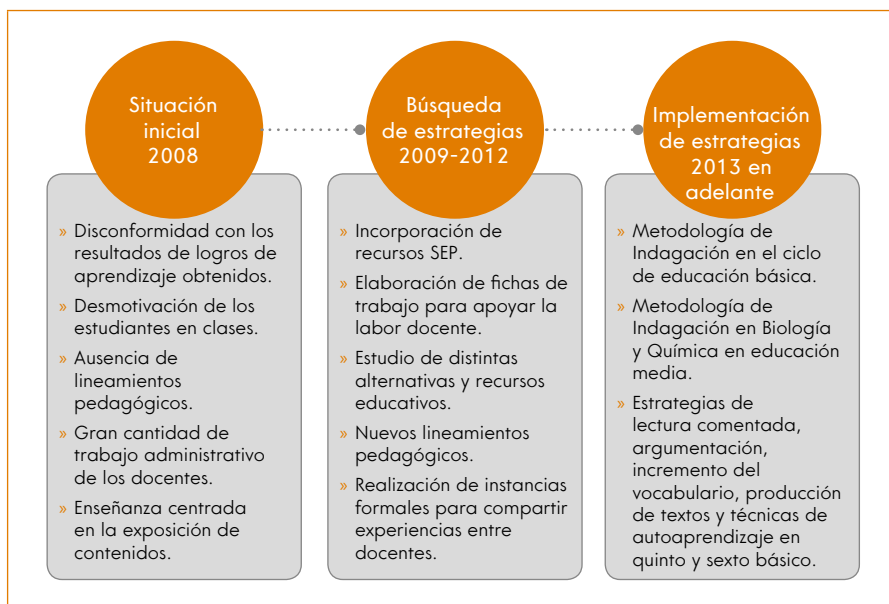 Situación
inicial
2008
» Disconformidad con los
resultados de logros de
aprendizaje obtenidos.
» Desmotivación de los
estudiantes en clases.
» Ausencia de
lineamientos
pedagógicos.
» Gran cantidad de
trabajo administrativo
de los docentes.
» Enseñanza centrada
en la exposición de
contenidos.
Búsqueda
de estrategias
2009-2012
» Incorporación de
recursos SEP.
» Elaboración de fichas de
trabajo para apoyar la
labor docente.
» Estudio de distintas
alternativas y recursos
educativos.
» Nuevos lineamientos
pedagógicos.
» Realización de instancias
formales para compartir
experiencias entre
docentes.
Implementación
de estrategias
2013 en
adelante
» Metodología de
Indagación en el ciclo
de educación básica.
» Metodología de
Indagación en Biología
y Química en educación
media.
» Estrategias de
lectura comentada,
argumentación,
incremento del
vocabulario, producción
de textos y técnicas de
autoaprendizaje en
quinto y sexto básico.